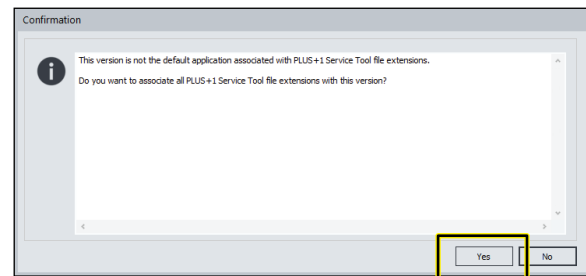 Confirmation
This version is not the default application associated with PLUS+1 Service Tool file extensions.
Do you want to associate all PLUS+1 Service Tool file extensions with this version?
Yes
No